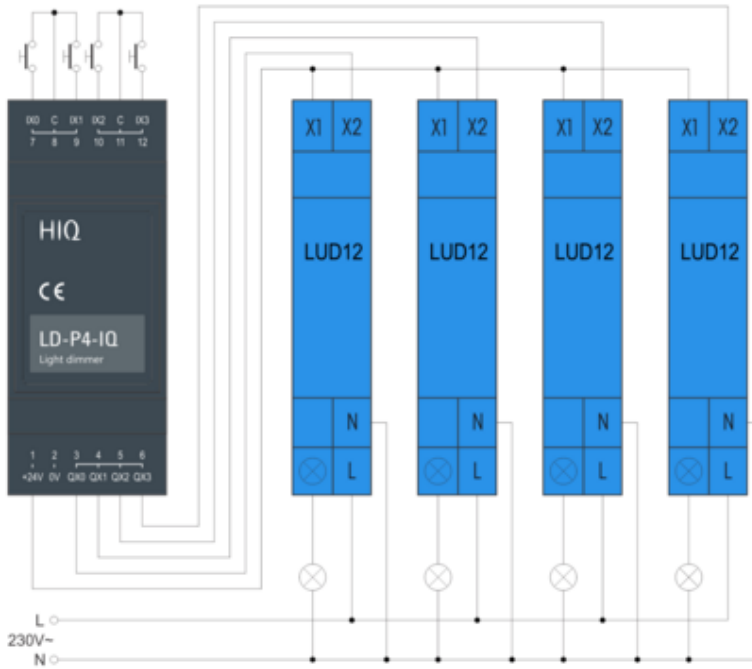 IX0 C IX1 IX2 C IX3
7 8 9 10 11 12
HIQ
CE
LD-P4-IQ
Light dimmer
1 2 3 4 5 6
+24V 0V QX0 QX1 QX2 QX3
X1 X2
LUD12
N
L
X1 X2
LUD12
N
L
X1 X2
LUD12
N
L
X1 X2
LUD12
N
L
L
230V~
N